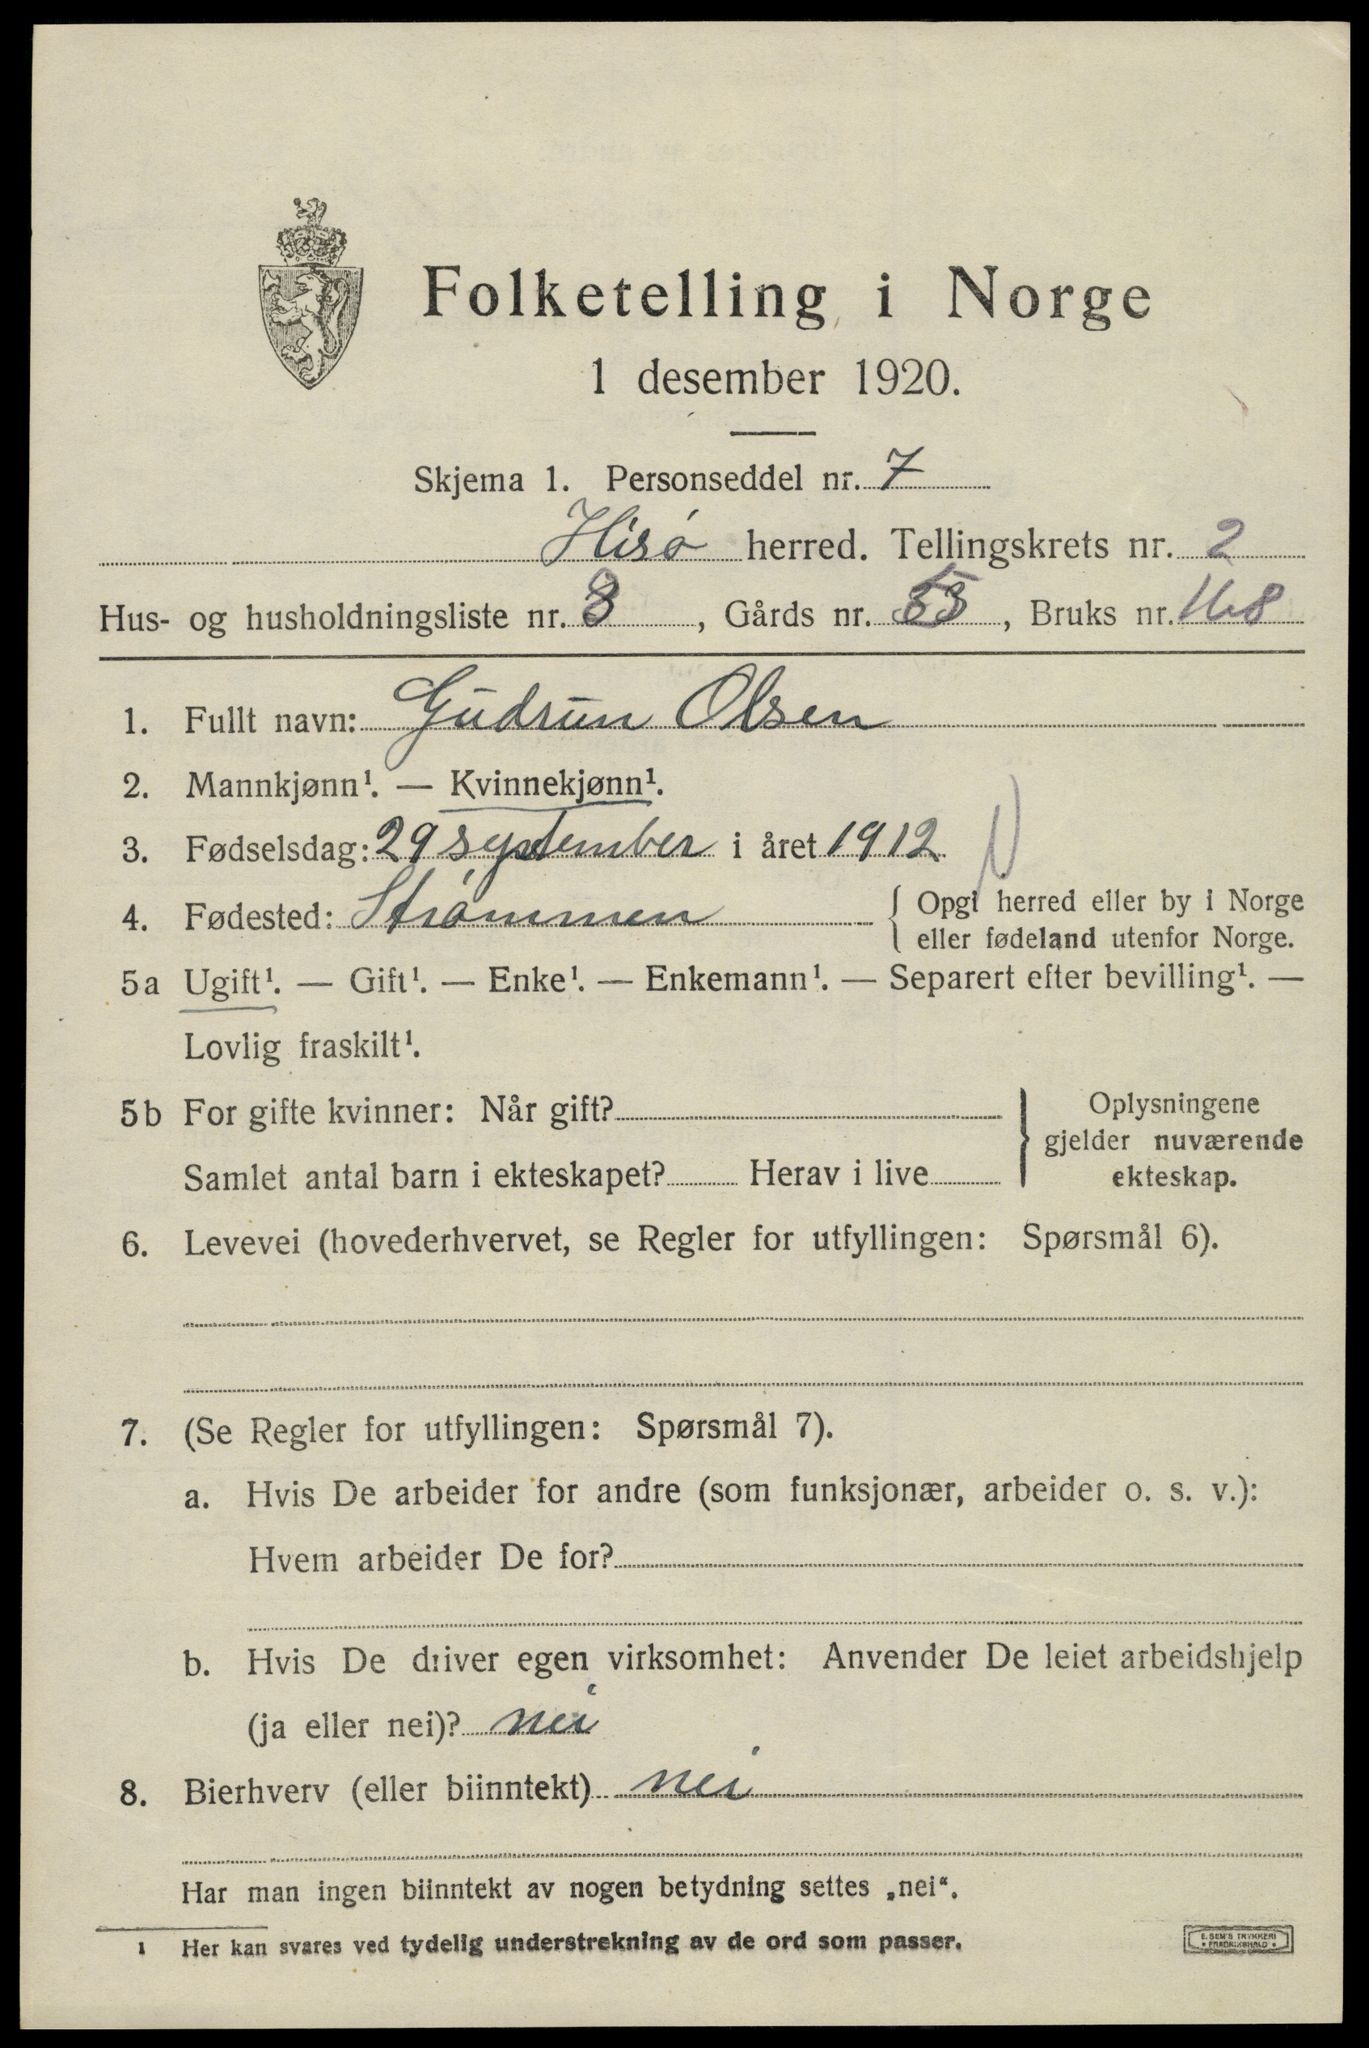 Folketelling i Norge
1 desember 1920.
Skjema 1. Personseddel nr. 7
Hisø herred. Tellingskrets nr. 2
Hus- og husholdningsliste nr. 8, Gårds nr. 53, Bruks nr. 168
1. Fullt navn: Gudrun Olsen
2. Mannkjønn¹. — Kvinnekjønn¹.
3. Fødselsdag: 29 september i året 1912
4. Fødested: Strømmen { Opgi herred eller by i Norge
eller fødeland utenfor Norge.
5a Ugift¹. — Gift¹. — Enke¹. — Enkemann¹. — Separert efter bevilling¹. —
Lovlig fraskilt¹.
5b For gifte kvinner: Når gift?
Samlet antal barn i ekteskapet? Herav i live
} Oplysningene
gjelder nuværende
ekteskap.
6. Levevei (hovederhvervet, se Regler for utfyllingen: Spørsmål 6).
7. (Se Regler for utfyllingen: Spørsmål 7).
a. Hvis De arbeider for andre (som funksjonær, arbeider o. s. v.):
Hvem arbeider De for?
b. Hvis De driver egen virksomhet: Anvender De leiet arbeidshjelp
(ja eller nei)? nei
8. Bierhverv (eller biinntekt) nei
Har man ingen biinntekt av nogen betydning settes „nei“.
1 Her kan svares ved tydelig understrekning av de ord som passer.
E. SEM'S TRYKKERI
• FREDRIKSHALD •